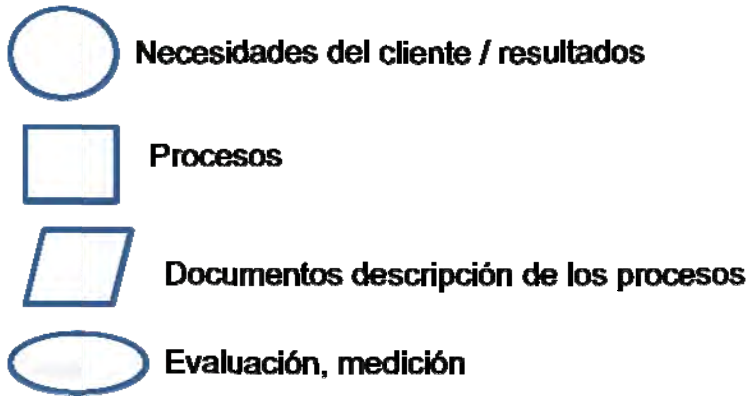 Necesidades del cliente / resultados
Procesos
Documentos descripción de los procesos
Evaluación, medición